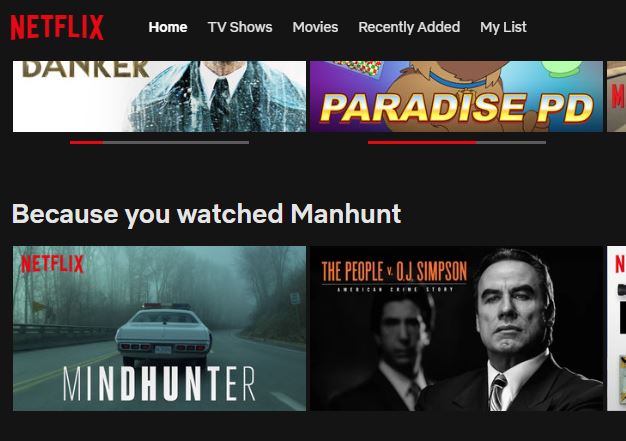 NETFLIX Home TV Shows Movies Recently Added My List
DANKER
PARADISE PD
Because you watched Manhunt
NETFLIX
MINDHUNTER
THE PEOPLE v. O.J. SIMPSON
AMERICAN CRIME STORY